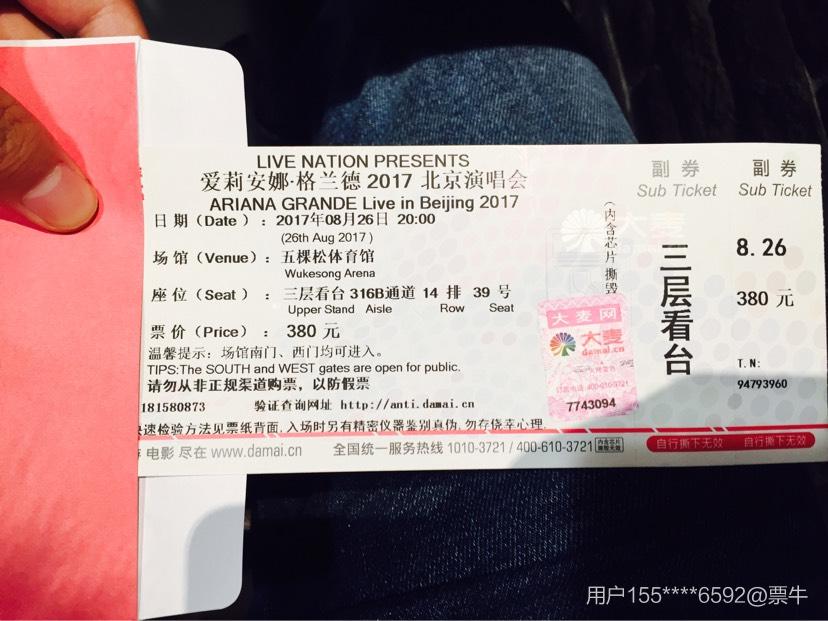 LIVE NATION PRESENTS
爱莉安娜·格兰德 2017 北京演唱会
ARIANA GRANDE Live in Beijing 2017
日 期（Date）： 2017年08月26日 20:00
(26th Aug 2017 )
场 馆（Venue）： 五棵松体育馆
Wukesong Arena
座 位（Seat ）： 三层看台 316B通道 14 排 39 号
Upper Stand Aisle Row Seat
票 价（Price）： 380 元
温馨提示：场馆南门、西门均可进入。
TIPS:The SOUTH and WEST gates are open for public.
请勿从非正规渠道购票，以防假票
181580873 验证查询网址 http://anti.damai.cn
速检验方法见票纸背面，入场时另有精密仪器鉴别真伪，勿存侥幸心理。
电影 尽在 www.damai.cn 全国统一服务热线 1010-3721 / 400-610-3721
（内含芯片 撕毁
大麦
大麦网
大麦
damai.cn
400-610-3721
7743094
副 券
Sub Ticket
三层看台
副 券
Sub Ticket
8.26
380 元
T.N:
94793960
自行撕下无效 自行撕下无效
用户155****6592@票牛